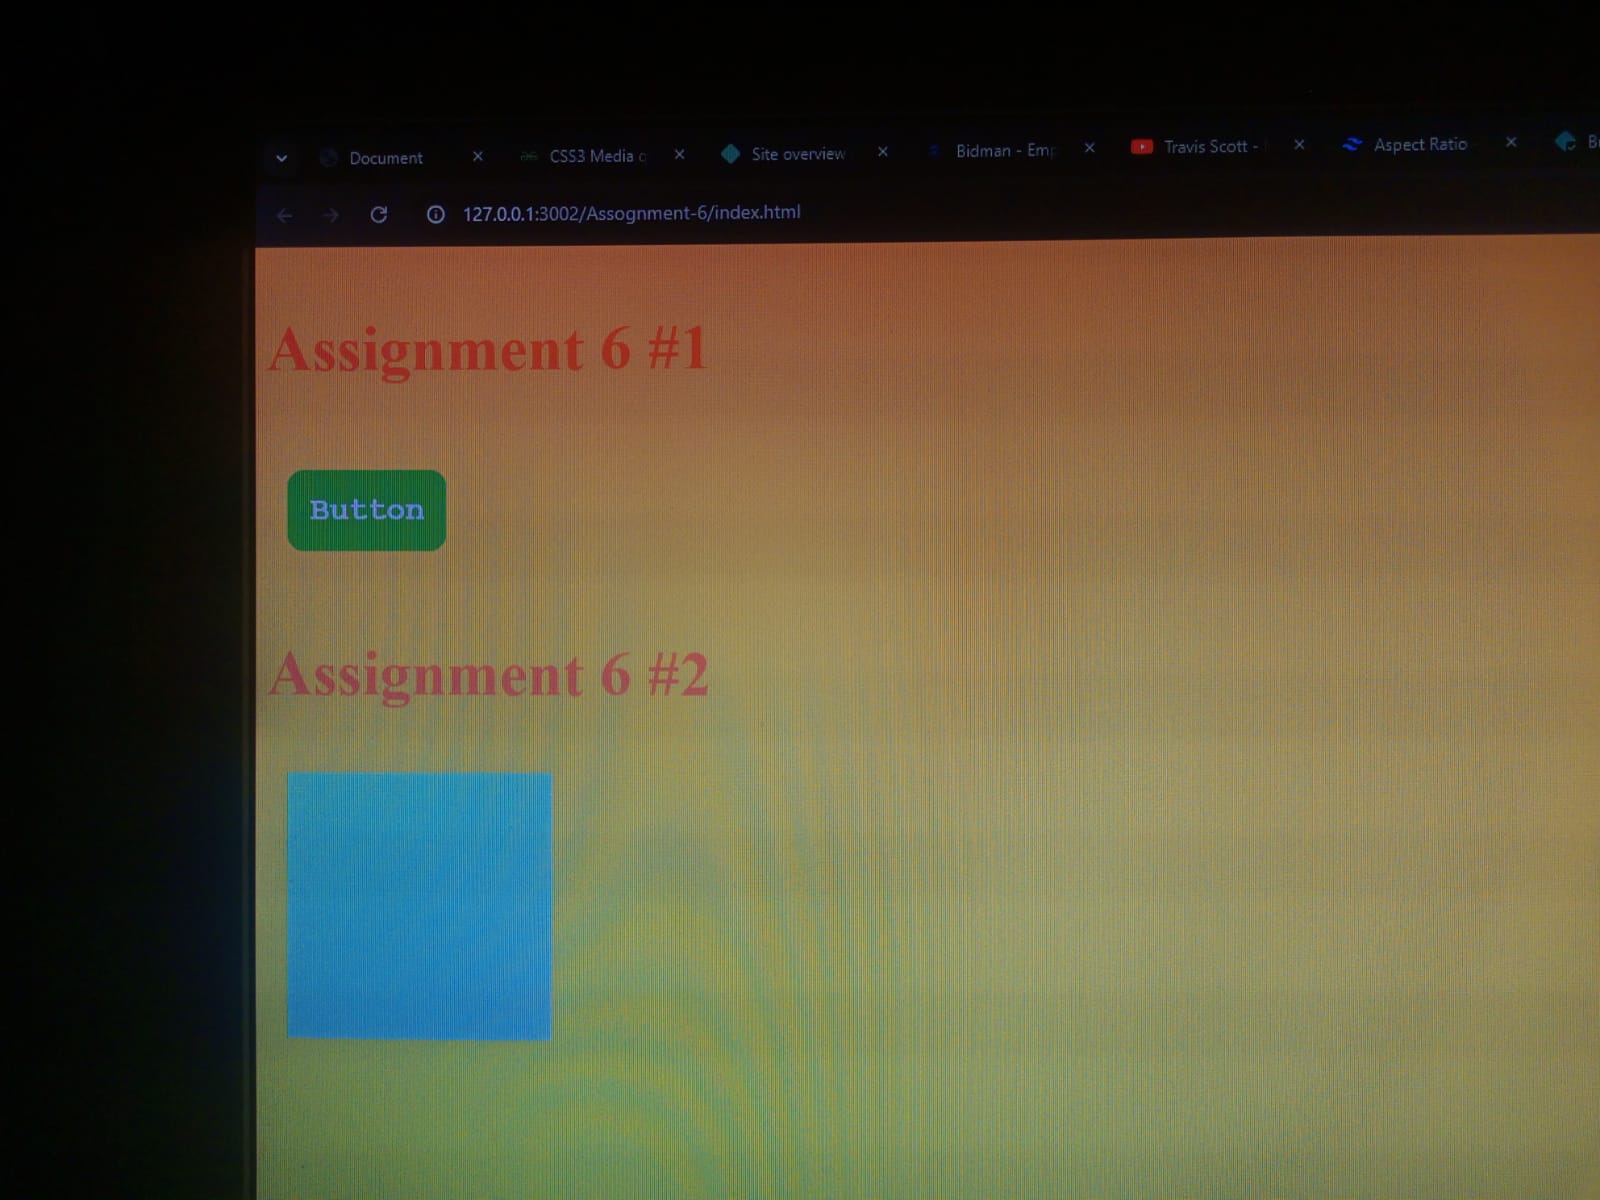 Document
CSS3 Media
Site overview
Bidman - Emp
Travis Scott -
Aspect Ratio
127.0.0.1:3002/Assognment-6/index.html
Assignment 6 #1
Button
Assignment 6 #2